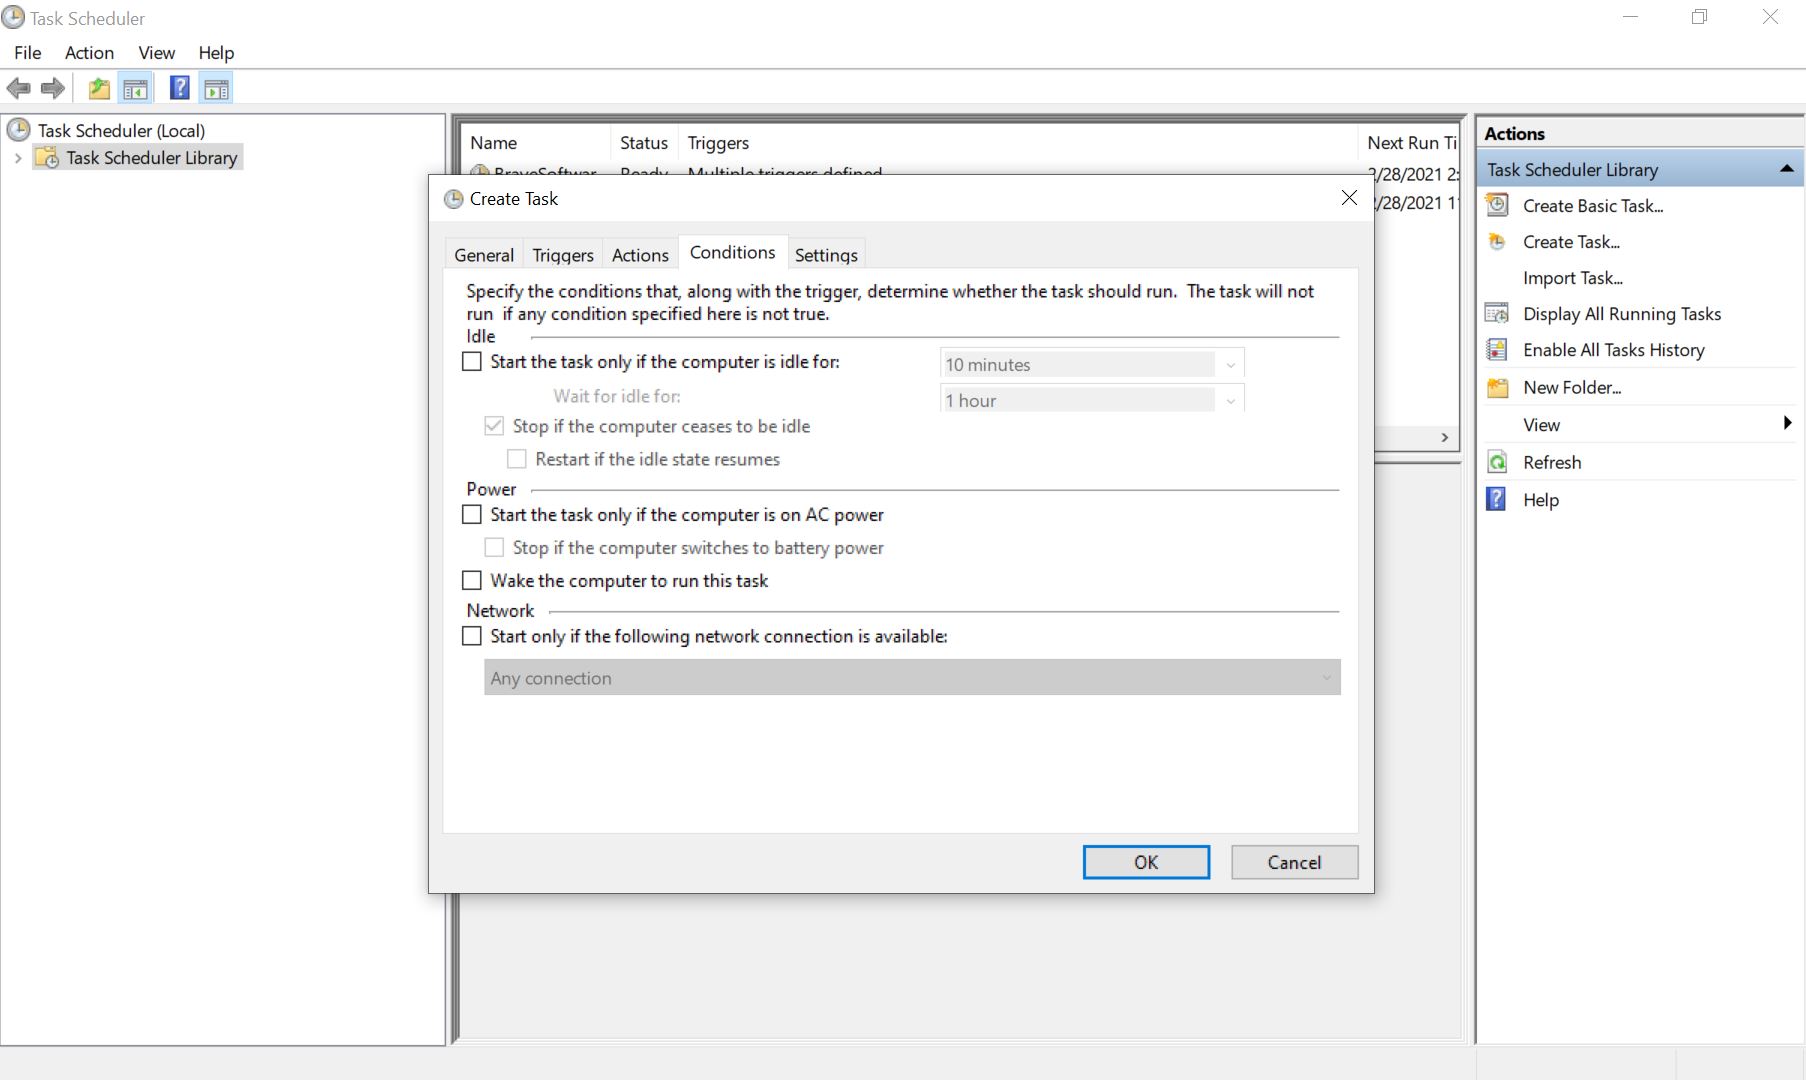 Task Scheduler
File Action View Help
Task Scheduler (Local)
Task Scheduler Library
Name Status Triggers Next Run Ti
BraveSoftwar Ready Multiple triggers defined /28/2021 2:
/28/2021 1
Create Task
General Triggers Actions Conditions Settings
Specify the conditions that, along with the trigger, determine whether the task should run. The task will not
run if any condition specified here is not true.
Idle
Start the task only if the computer is idle for: 10 minutes
Wait for idle for: 1 hour
Stop if the computer ceases to be idle
Restart if the idle state resumes
Power
Start the task only if the computer is on AC power
Stop if the computer switches to battery power
Wake the computer to run this task
Network
Start only if the following network connection is available:
Any connection
OK Cancel
Actions
Task Scheduler Library
Create Basic Task...
Create Task...
Import Task...
Display All Running Tasks
Enable All Tasks History
New Folder...
View
Refresh
Help